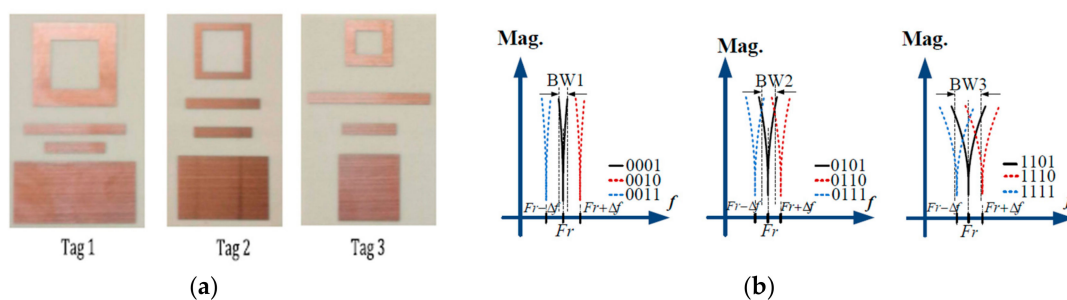 Tag 1
Tag 2
Tag 3
(a)
Mag.
BW1
0001
0010
0011
Fr−Δf
Fr+Δf
f
Fr
Mag.
BW2
0101
0110
0111
Fr−Δf
Fr+Δf
f
Fr
Mag.
BW3
1101
1110
1111
Fr−Δf
Fr+Δf
f
Fr
(b)